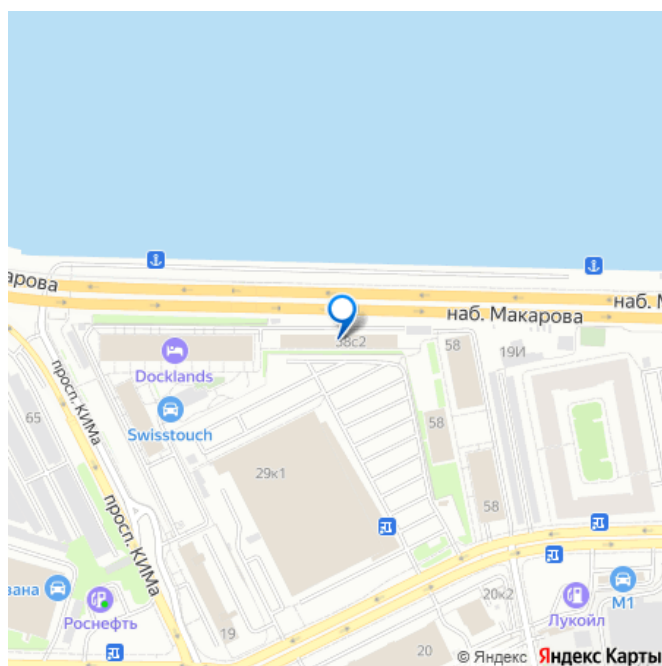 арова
наб. М
наб. Макарова
58с2
58
19И
Docklands
просп. КИМа
65
Swisstouch
58
29к1
58
просп. КИМа
вана
Роснефть
М1
20к2
Лукойл
19
20
© Яндекс Яндекс Карты